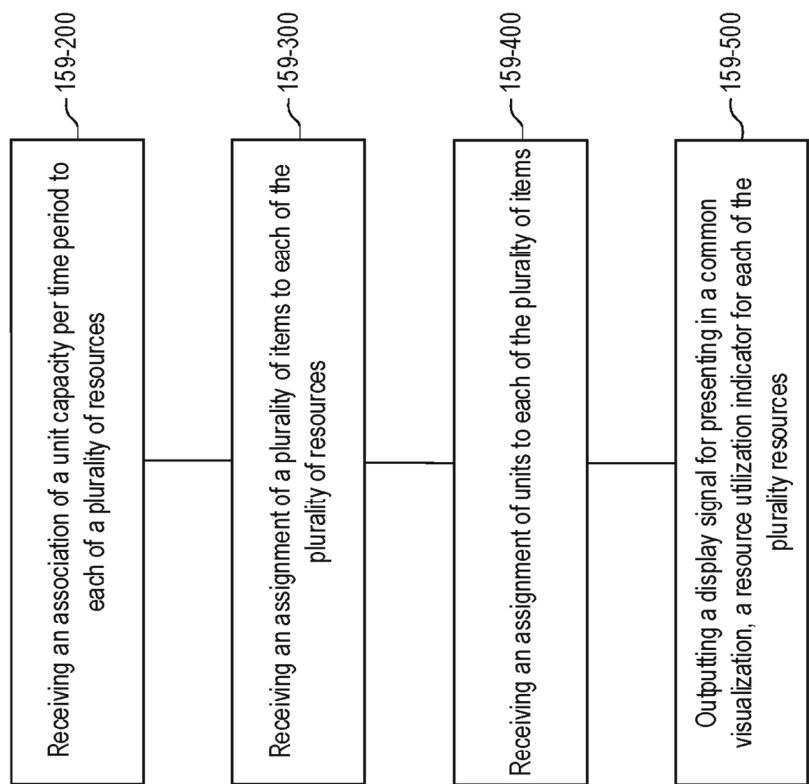 Receiving an association of a unit capacity per time period to
each of a plurality of resources
159-200
Receiving an assignment of a plurality of items to each of the
plurality of resources
159-300
Receiving an assignment of units to each of the plurality of items
159-400
Outputting a display signal for presenting in a common
visualization, a resource utilization indicator for each of the
plurality resources
159-500